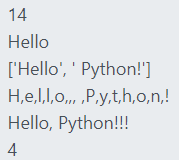 14
Hello
['Hello', ' Python!']
H,e,l,l,o,,, ,P,y,t,h,o,n,!
Hello, Python!!!
4